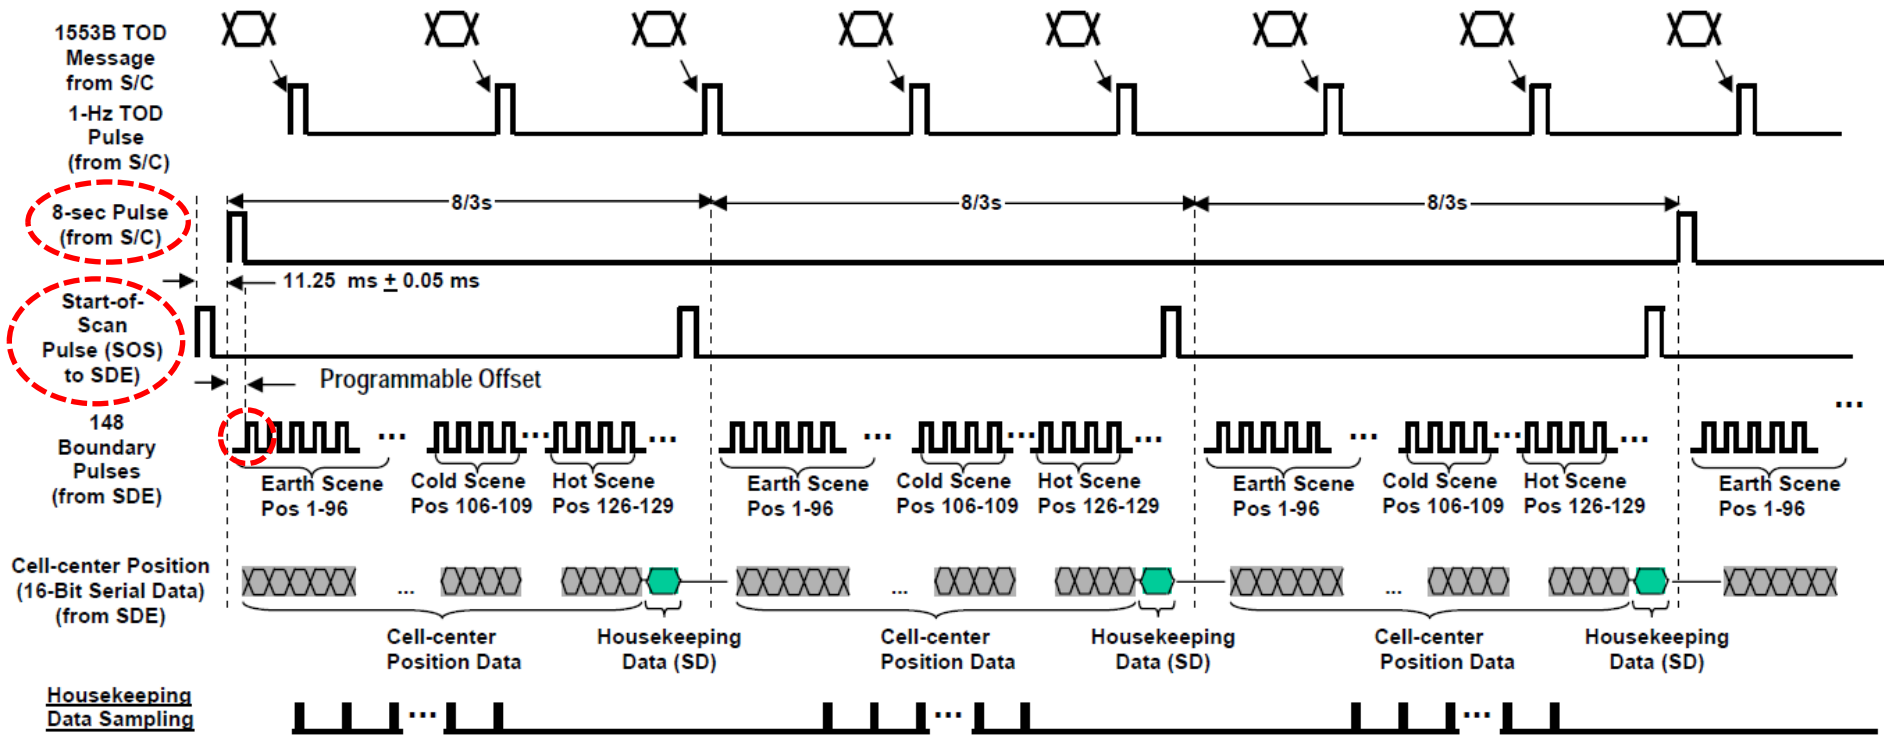 1553B TOD
Message
from S/C
1-Hz TOD
Pulse
(from S/C)
8-sec Pulse
(from S/C)
8/3s
8/3s
8/3s
11.25 ms ± 0.05 ms
Start-of-
Scan
Pulse (SOS)
to SDE)
Programmable Offset
148
Boundary
Pulses
(from SDE)
... ... ... ... ... ... ... ... ... ...
Earth Scene
Pos 1-96
Cold Scene
Pos 106-109
Hot Scene
Pos 126-129
Earth Scene
Pos 1-96
Cold Scene
Pos 106-109
Hot Scene
Pos 126-129
Earth Scene
Pos 1-96
Cold Scene
Pos 106-109
Hot Scene
Pos 126-129
Earth Scene
Pos 1-96
Cell-center Position
(16-Bit Serial Data)
(from SDE)
... ... ...
Cell-center
Position Data
Housekeeping
Data (SD)
Cell-center
Position Data
Housekeeping
Data (SD)
Cell-center
Position Data
Housekeeping
Data (SD)
Housekeeping
Data Sampling
... ... ...